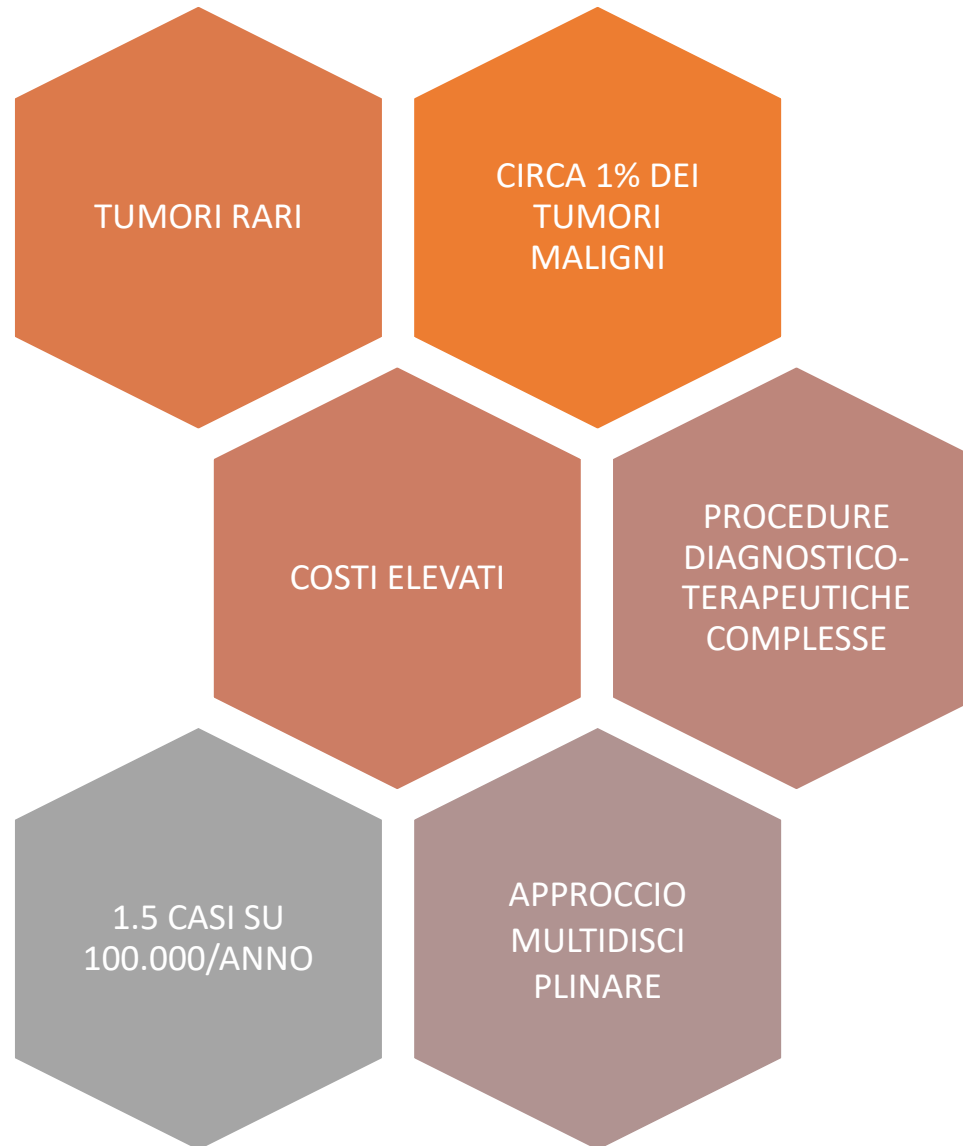 TUMORI RARI
CIRCA 1% DEI
TUMORI
MALIGNI
COSTI ELEVATI
PROCEDURE
DIAGNOSTICO-
TERAPEUTICHE
COMPLESSE
1.5 CASI SU
100.000/ANNO
APPROCCIO
MULTIDISCI
PLINARE